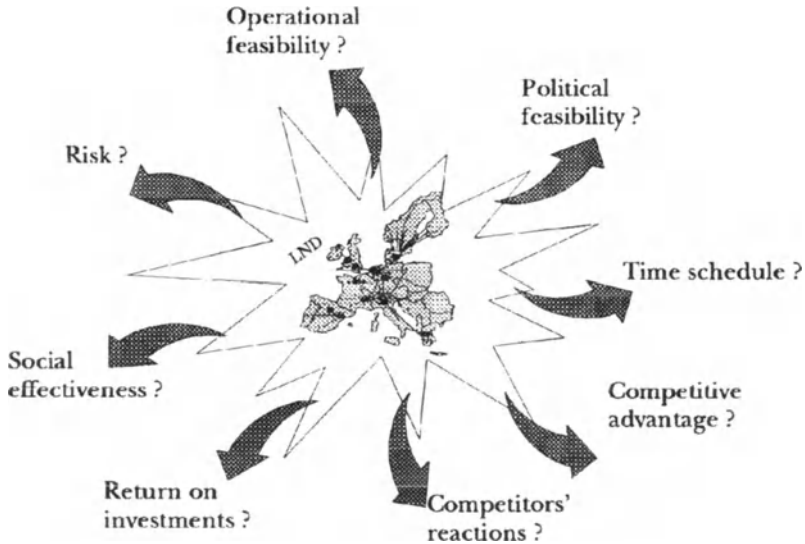 Operational
feasibility ?
Political
feasibility ?
Risk ?
LND
Time schedule ?
Social
effectiveness ?
Competitive
advantage ?
Return on
investments ?
Competitors'
reactions ?